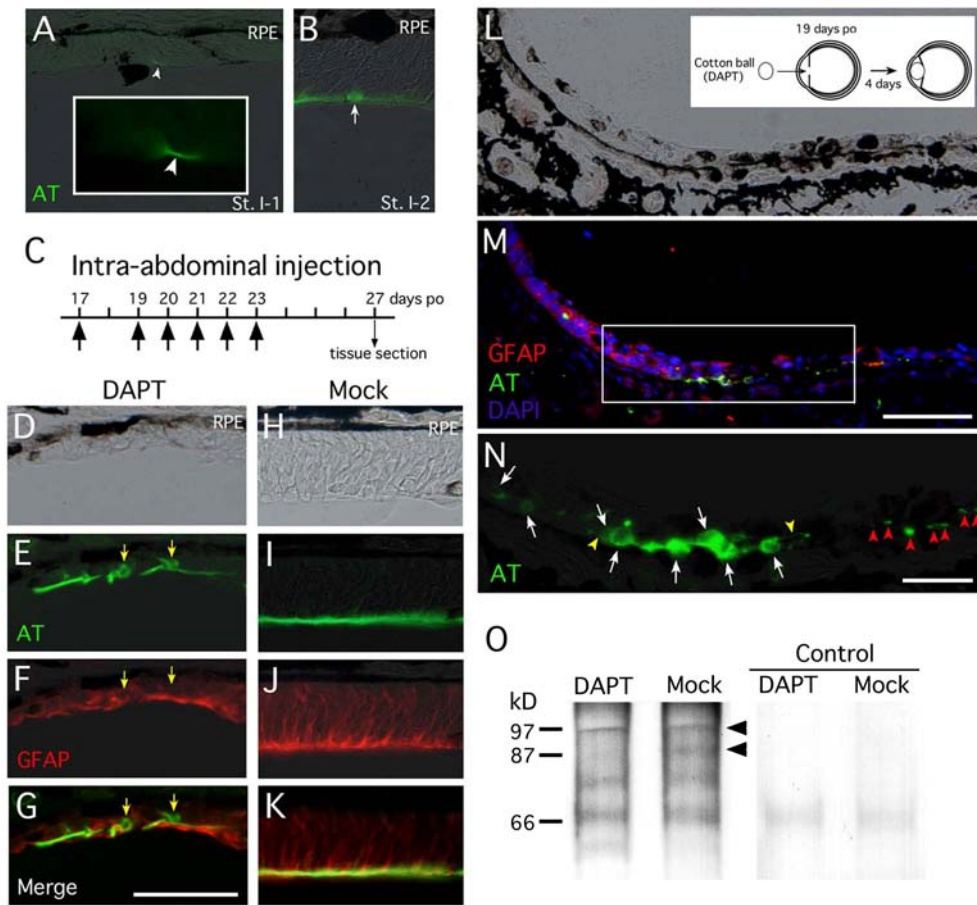 A
RPE
AT
St. I-1
B
RPE
St. I-2
C
Intra-abdominal injection
17 19 20 21 22 23 27 days po
tissue section
DAPT
Mock
D
RPE
H
RPE
E
AT
I
F
GFAP
J
G
Merge
K
L
19 days po
Cotton ball
(DAPT)
4 days
M
GFAP
AT
DAPI
N
AT
O
Control
kD
DAPT
Mock
DAPT
Mock
97
87
66